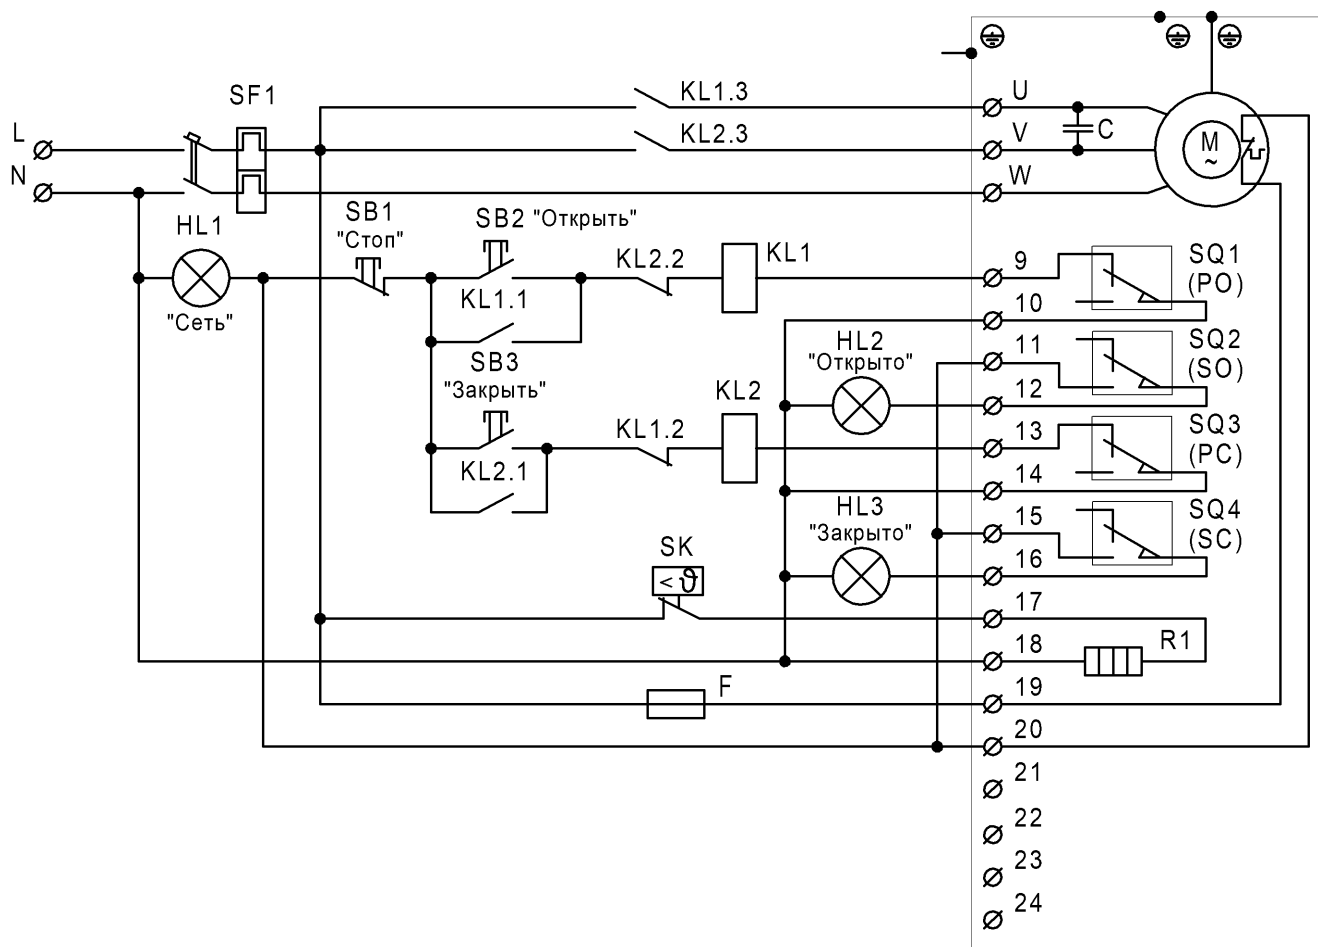 SF1
KL1.3
U
L
KL2.3
V
C
M
~
N
W
HL1
SB1
"Стоп"
SB2 "Открыть"
KL2.2
KL1
9
SQ1
(PO)
KL1.1
"Сеть"
10
SB3
"Закрыть"
HL2
"Открыто"
11
SQ2
(SO)
KL2
12
KL1.2
13
SQ3
(PC)
KL2.1
14
HL3
"Закрыто"
15
SQ4
(SC)
SK
< ϑ
16
17
18
R1
F
19
20
21
22
23
24